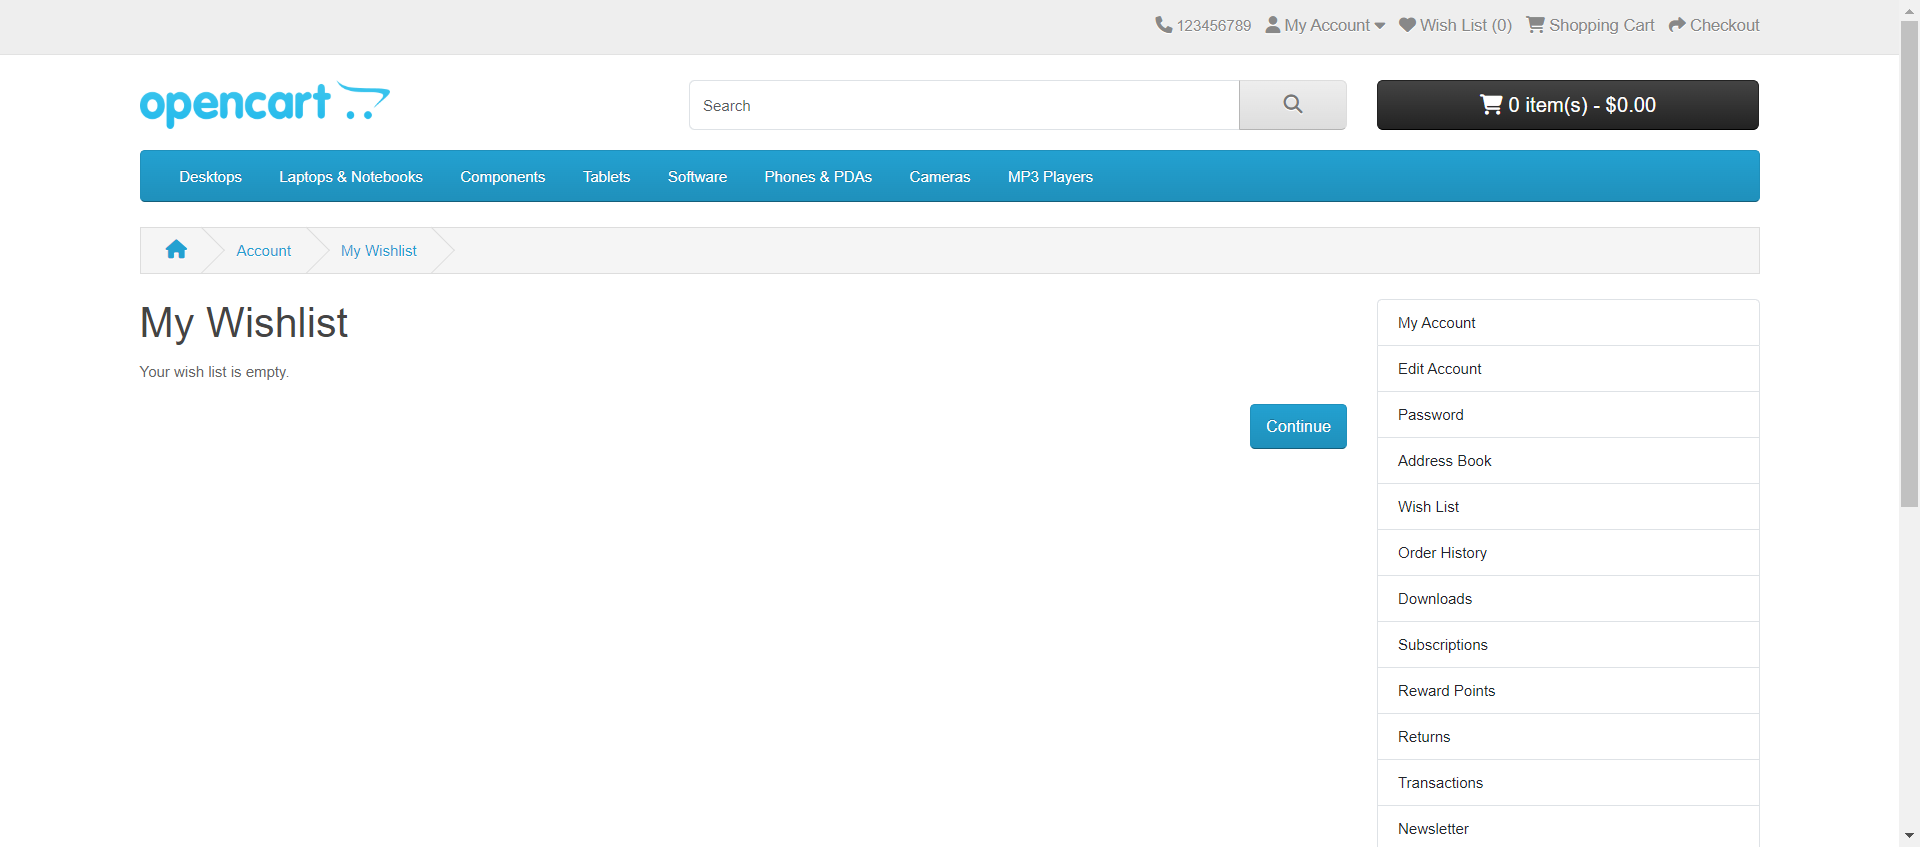 123456789 My Account Wish List (0) Shopping Cart Checkout
opencart
Search
0 item(s) - $0.00
Desktops Laptops & Notebooks Components Tablets Software Phones & PDAs Cameras MP3 Players
Account My Wishlist
My Wishlist
Your wish list is empty.
Continue
My Account
Edit Account
Password
Address Book
Wish List
Order History
Downloads
Subscriptions
Reward Points
Returns
Transactions
Newsletter